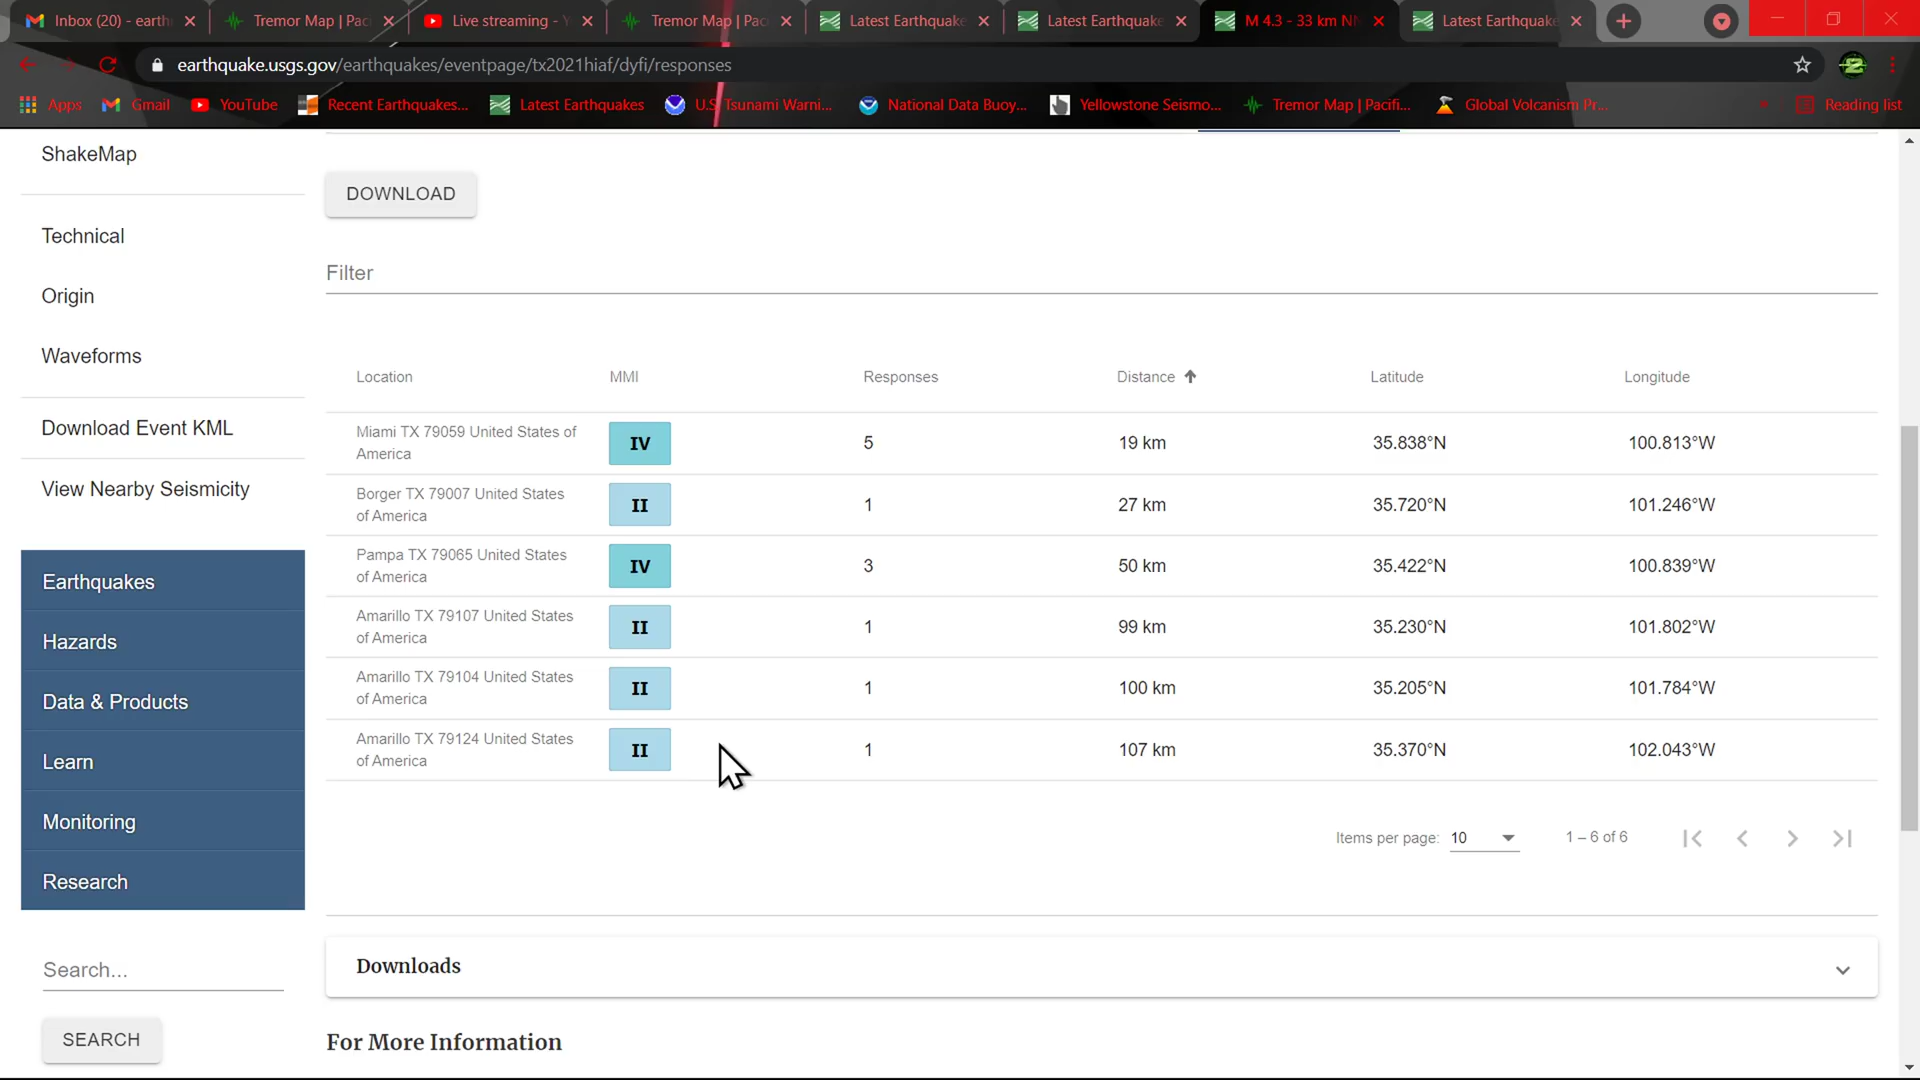 Inbox (20) - earth
Tremor Map | Paci
Live streaming - Y
Tremor Map | Pac
Latest Earthquake
Latest Earthquake
M 4.3 - 33 km NN
Latest Earthquake
earthquake.usgs.gov/earthquakes/eventpage/tx2021hiaf/dyfi/responses
Apps
Gmail
YouTube
Recent Earthquakes...
Latest Earthquakes
U.S. Tsunami Warni...
National Data Buoy...
Yellowstone Seismo...
Tremor Map | Pacifi...
Global Volcanism Pr...
Reading list
ShakeMap
Technical
Origin
Waveforms
Download Event KML
View Nearby Seismicity
Earthquakes
Hazards
Data & Products
Learn
Monitoring
Research
Search...
SEARCH
DOWNLOAD
Filter
Location MMI Responses Distance Latitude Longitude
Miami TX 79059 United States of
America
IV 5 19 km 35.838°N 100.813°W
Borger TX 79007 United States
of America
II 1 27 km 35.720°N 101.246°W
Pampa TX 79065 United States
of America
IV 3 50 km 35.422°N 100.839°W
Amarillo TX 79107 United States
of America
II 1 99 km 35.230°N 101.802°W
Amarillo TX 79104 United States
of America
II 1 100 km 35.205°N 101.784°W
Amarillo TX 79124 United States
of America
II 1 107 km 35.370°N 102.043°W
Items per page: 10 1 – 6 of 6
Downloads
For More Information